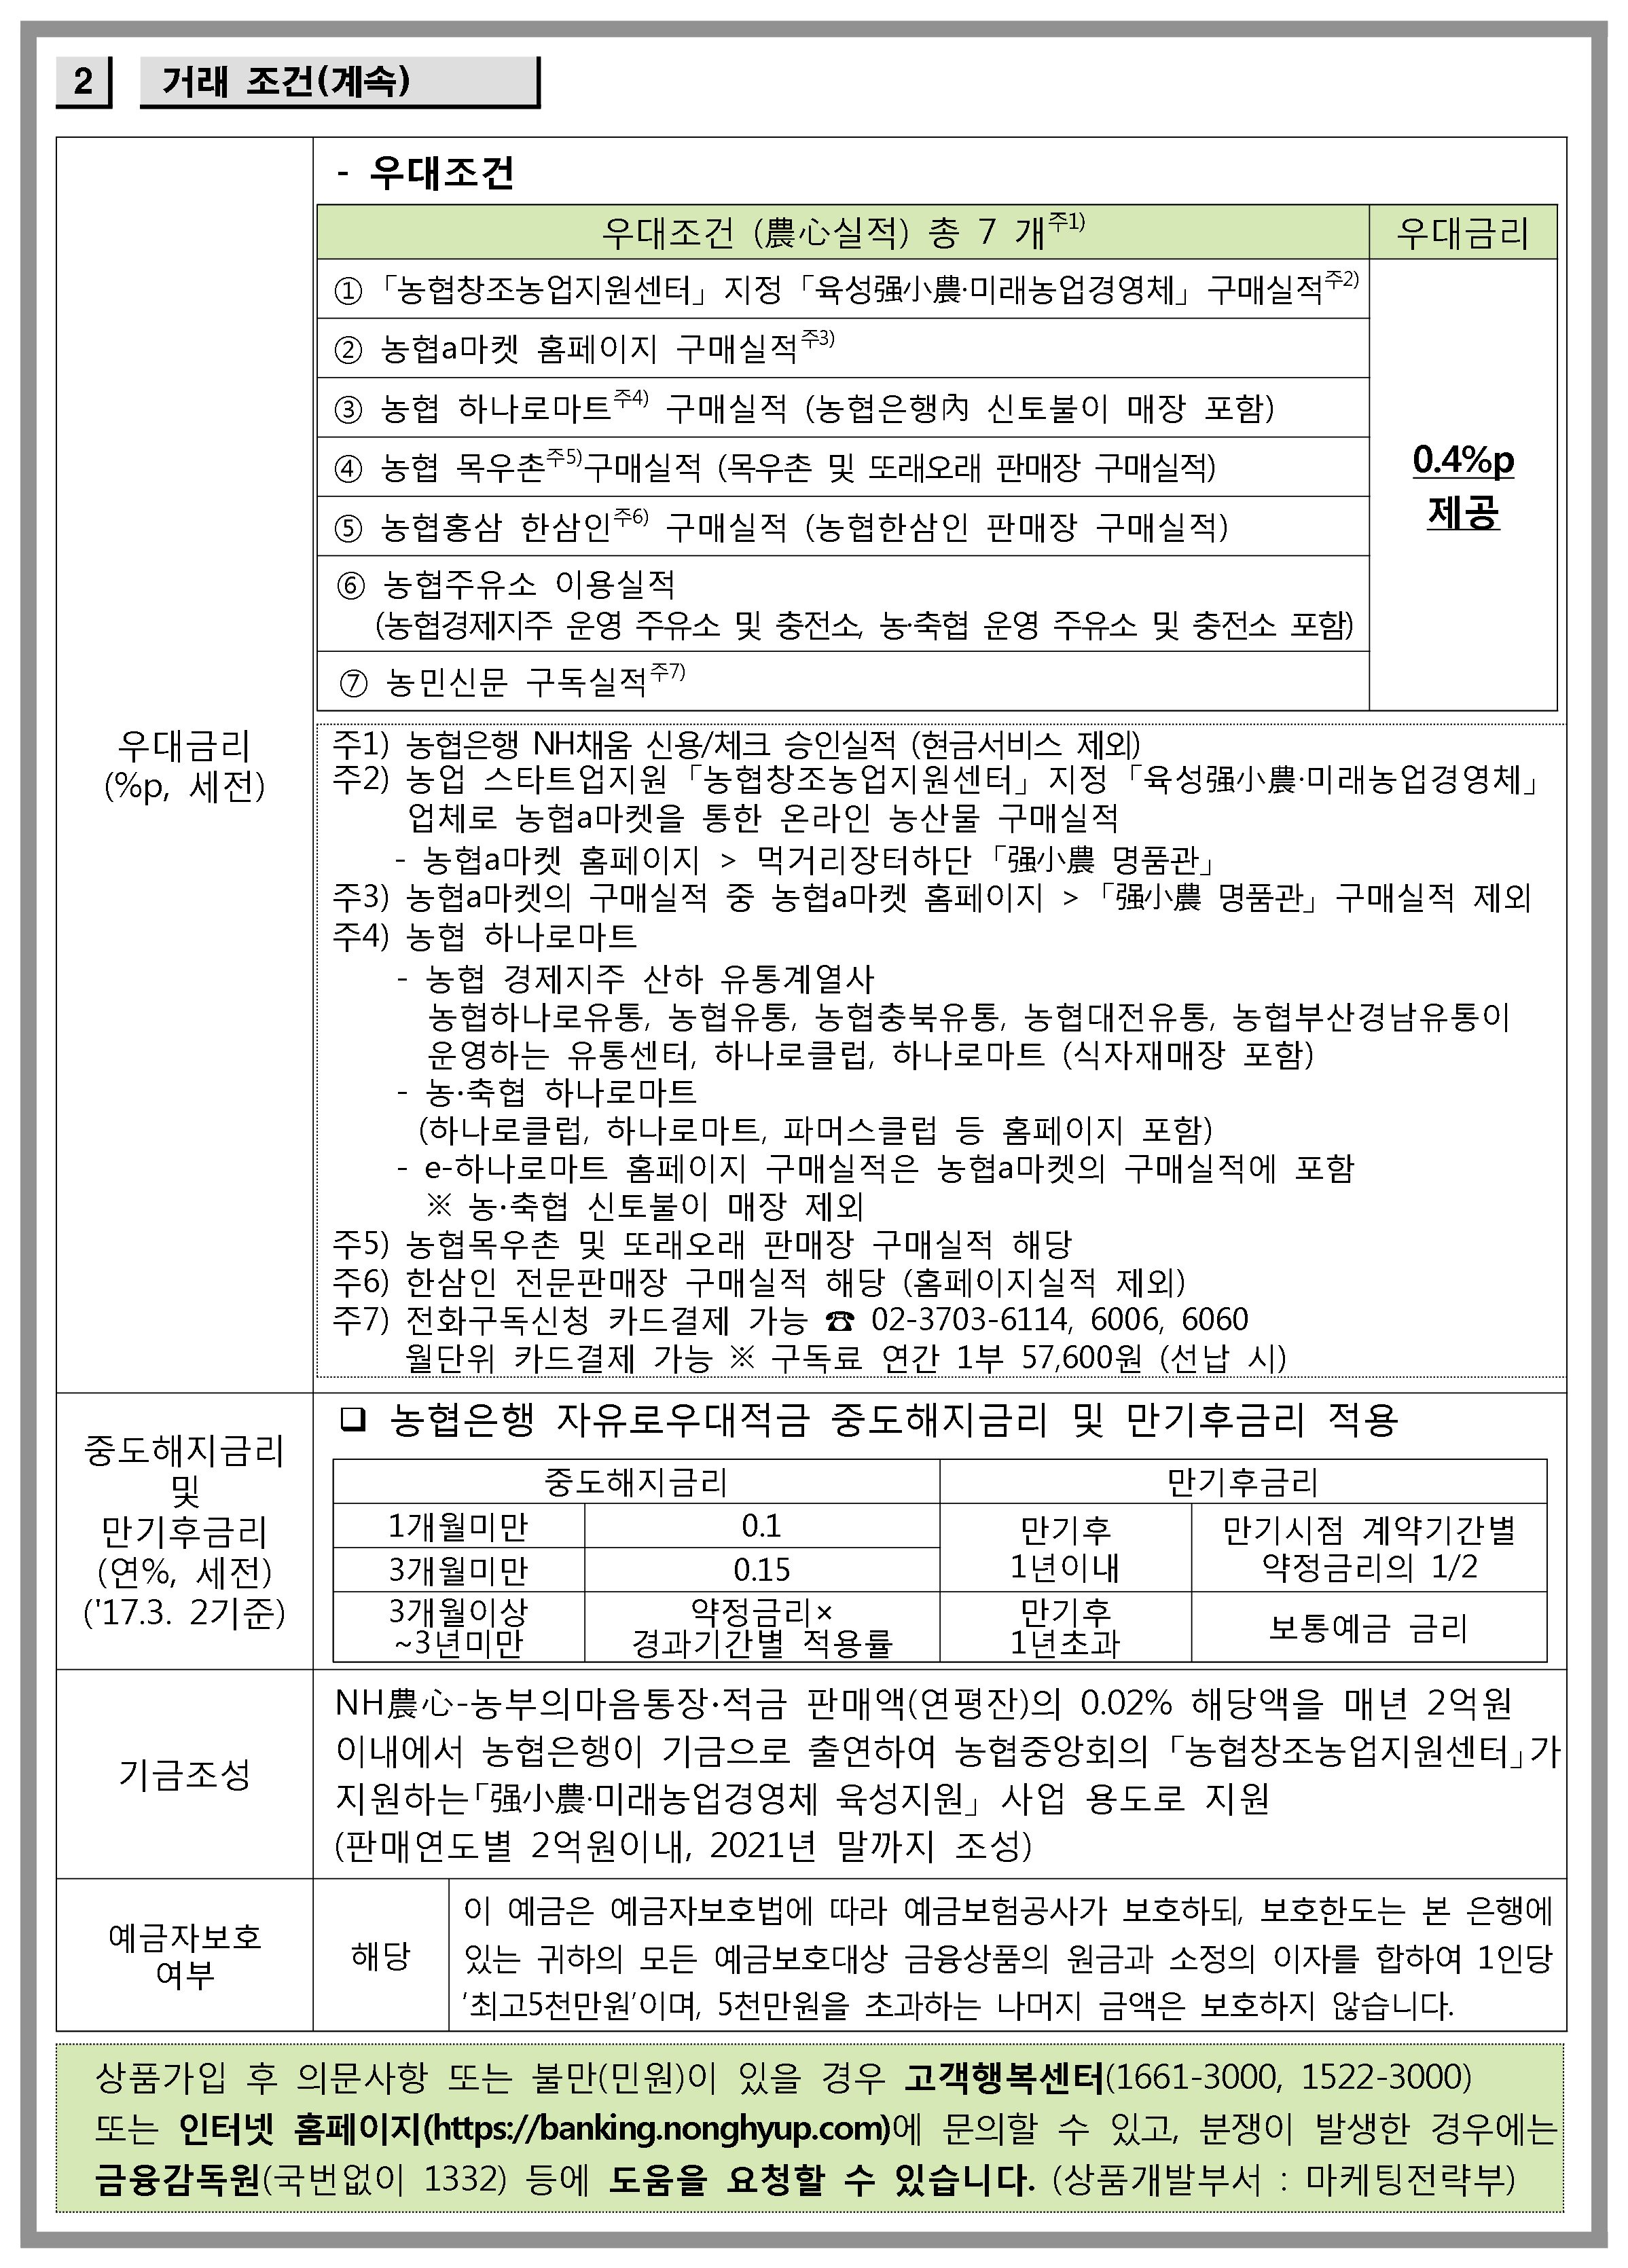 2 거래 조건(계속)
- 우대조건
우대조건 (農心실적) 총 7 개주1) 우대금리
① 「농협창조농업지원센터」 지정 「육성强小農·미래농업경영체」 구매실적주2)
② 농협a마켓 홈페이지 구매실적주3)
③ 농협 하나로마트주4) 구매실적 (농협은행內 신토불이 매장 포함)
④ 농협 목우촌주5)구매실적 (목우촌 및 또래오래 판매장 구매실적)
⑤ 농협홍삼 한삼인주6) 구매실적 (농협한삼인 판매장 구매실적)
⑥ 농협주유소 이용실적
(농협경제지주 운영 주유소 및 충전소, 농·축협 운영 주유소 및 충전소 포함)
⑦ 농민신문 구독실적주7)
0.4%p
제공
우대금리
(%p, 세전)
주1) 농협은행 NH채움 신용/체크 승인실적 (현금서비스 제외)
주2) 농업 스타트업지원 「농협창조농업지원센터」 지정 「육성强小農·미래농업경영체」
업체로 농협a마켓을 통한 온라인 농산물 구매실적
- 농협a마켓 홈페이지 > 먹거리장터하단 「强小農 명품관」
주3) 농협a마켓의 구매실적 중 농협a마켓 홈페이지 > 「强小農 명품관」 구매실적 제외
주4) 농협 하나로마트
- 농협 경제지주 산하 유통계열사
농협하나로유통, 농협유통, 농협충북유통, 농협대전유통, 농협부산경남유통이
운영하는 유통센터, 하나로클럽, 하나로마트 (식자재매장 포함)
- 농·축협 하나로마트
(하나로클럽, 하나로마트, 파머스클럽 등 홈페이지 포함)
- e-하나로마트 홈페이지 구매실적은 농협a마켓의 구매실적에 포함
※ 농·축협 신토불이 매장 제외
주5) 농협목우촌 및 또래오래 판매장 구매실적 해당
주6) 한삼인 전문판매장 구매실적 해당 (홈페이지실적 제외)
주7) 전화구독신청 카드결제 가능 ☎ 02-3703-6114, 6006, 6060
월단위 카드결제 가능 ※ 구독료 연간 1부 57,600원 (선납 시)
중도해지금리
및
만기후금리
(연%, 세전)
('17.3. 2기준)
❑ 농협은행 자유로우대적금 중도해지금리 및 만기후금리 적용
중도해지금리 만기후금리
1개월미만 0.1
3개월미만 0.15
만기후
1년이내
만기시점 계약기간별
약정금리의 1/2
3개월이상
~3년미만
약정금리×
경과기간별 적용률
만기후
1년초과
보통예금 금리
기금조성
NH農心-농부의마음통장·적금 판매액(연평잔)의 0.02% 해당액을 매년 2억원
이내에서 농협은행이 기금으로 출연하여 농협중앙회의 「농협창조농업지원센터」가
지원하는「强小農·미래농업경영체 육성지원」 사업 용도로 지원
(판매연도별 2억원이내, 2021년 말까지 조성)
예금자보호
여부
해당
이 예금은 예금자보호법에 따라 예금보험공사가 보호하되, 보호한도는 본 은행에
있는 귀하의 모든 예금보호대상 금융상품의 원금과 소정의 이자를 합하여 1인당
‘최고5천만원’이며, 5천만원을 초과하는 나머지 금액은 보호하지 않습니다.
상품가입 후 의문사항 또는 불만(민원)이 있을 경우 고객행복센터(1661-3000, 1522-3000)
또는 인터넷 홈페이지(https://banking.nonghyup.com)에 문의할 수 있고, 분쟁이 발생한 경우에는
금융감독원(국번없이 1332) 등에 도움을 요청할 수 있습니다. (상품개발부서 : 마케팅전략부)